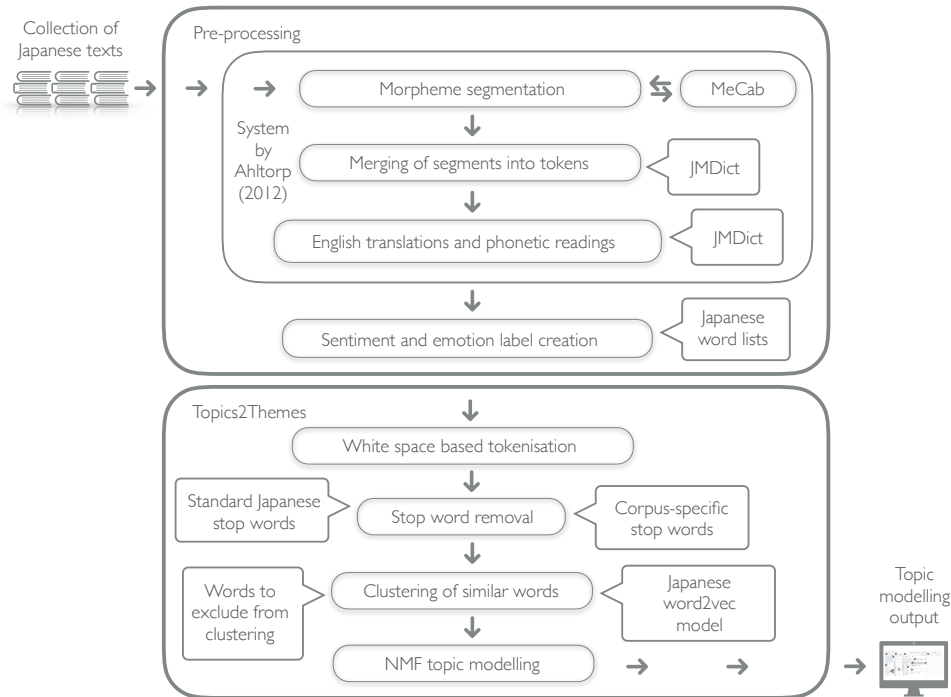 Collection of
Japanese texts
Pre-processing
Morpheme segmentation
MeCab
System
by
Ahltorp
(2012)
Merging of segments into tokens
JMDict
English translations and phonetic readings
JMDict
Sentiment and emotion label creation
Japanese
word lists
Topics2Themes
White space based tokenisation
Standard Japanese
stop words
Stop word removal
Corpus-specific
stop words
Words to
exclude from
clustering
Clustering of similar words
Japanese
word2vec
model
NMF topic modelling
Topic
modelling
output